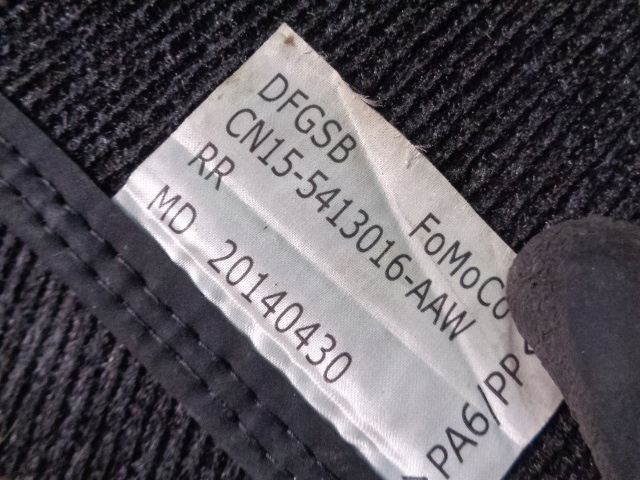 DFGSB FoMoCo
CN15-5413016-AAW
RR
MD 20140430
PA6/PP